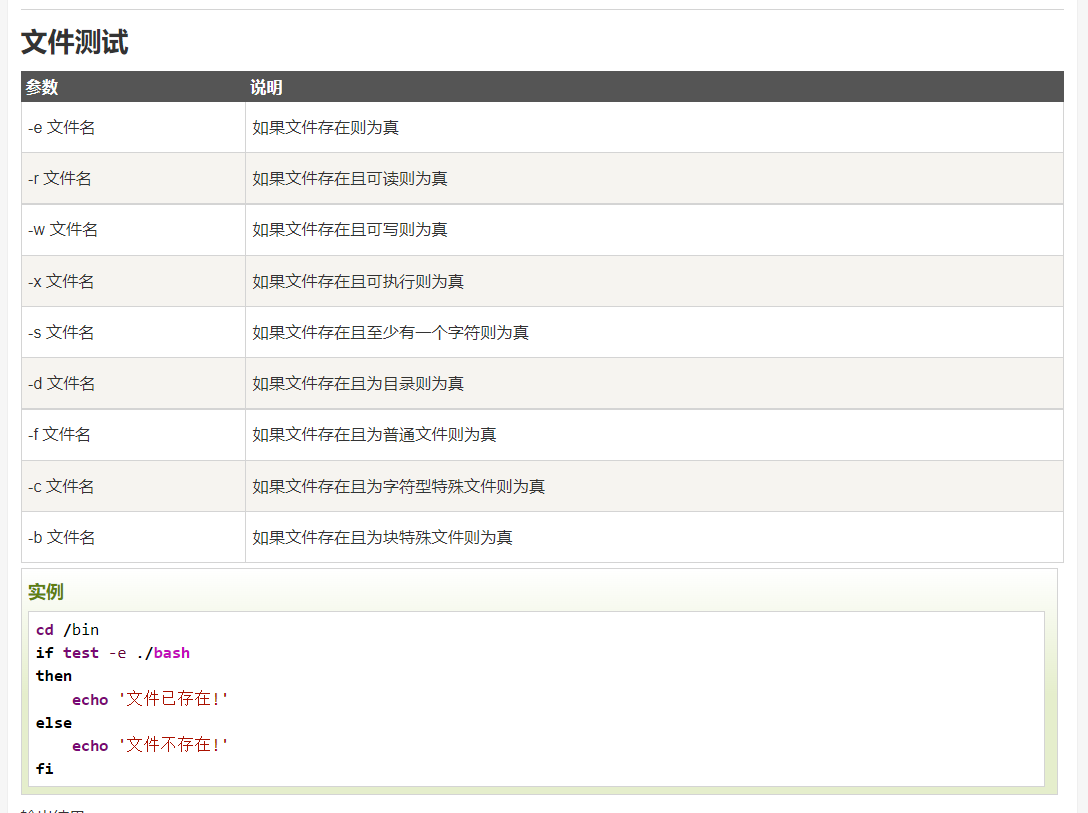 文件测试
参数 说明
-e 文件名 如果文件存在则为真
-r 文件名 如果文件存在且可读则为真
-w 文件名 如果文件存在且可写则为真
-x 文件名 如果文件存在且可执行则为真
-s 文件名 如果文件存在且至少有一个字符则为真
-d 文件名 如果文件存在且为目录则为真
-f 文件名 如果文件存在且为普通文件则为真
-c 文件名 如果文件存在且为字符型特殊文件则为真
-b 文件名 如果文件存在且为块特殊文件则为真
实例
cd /bin
if test -e ./bash
then
echo '文件已存在!'
else
echo '文件不存在!'
fi